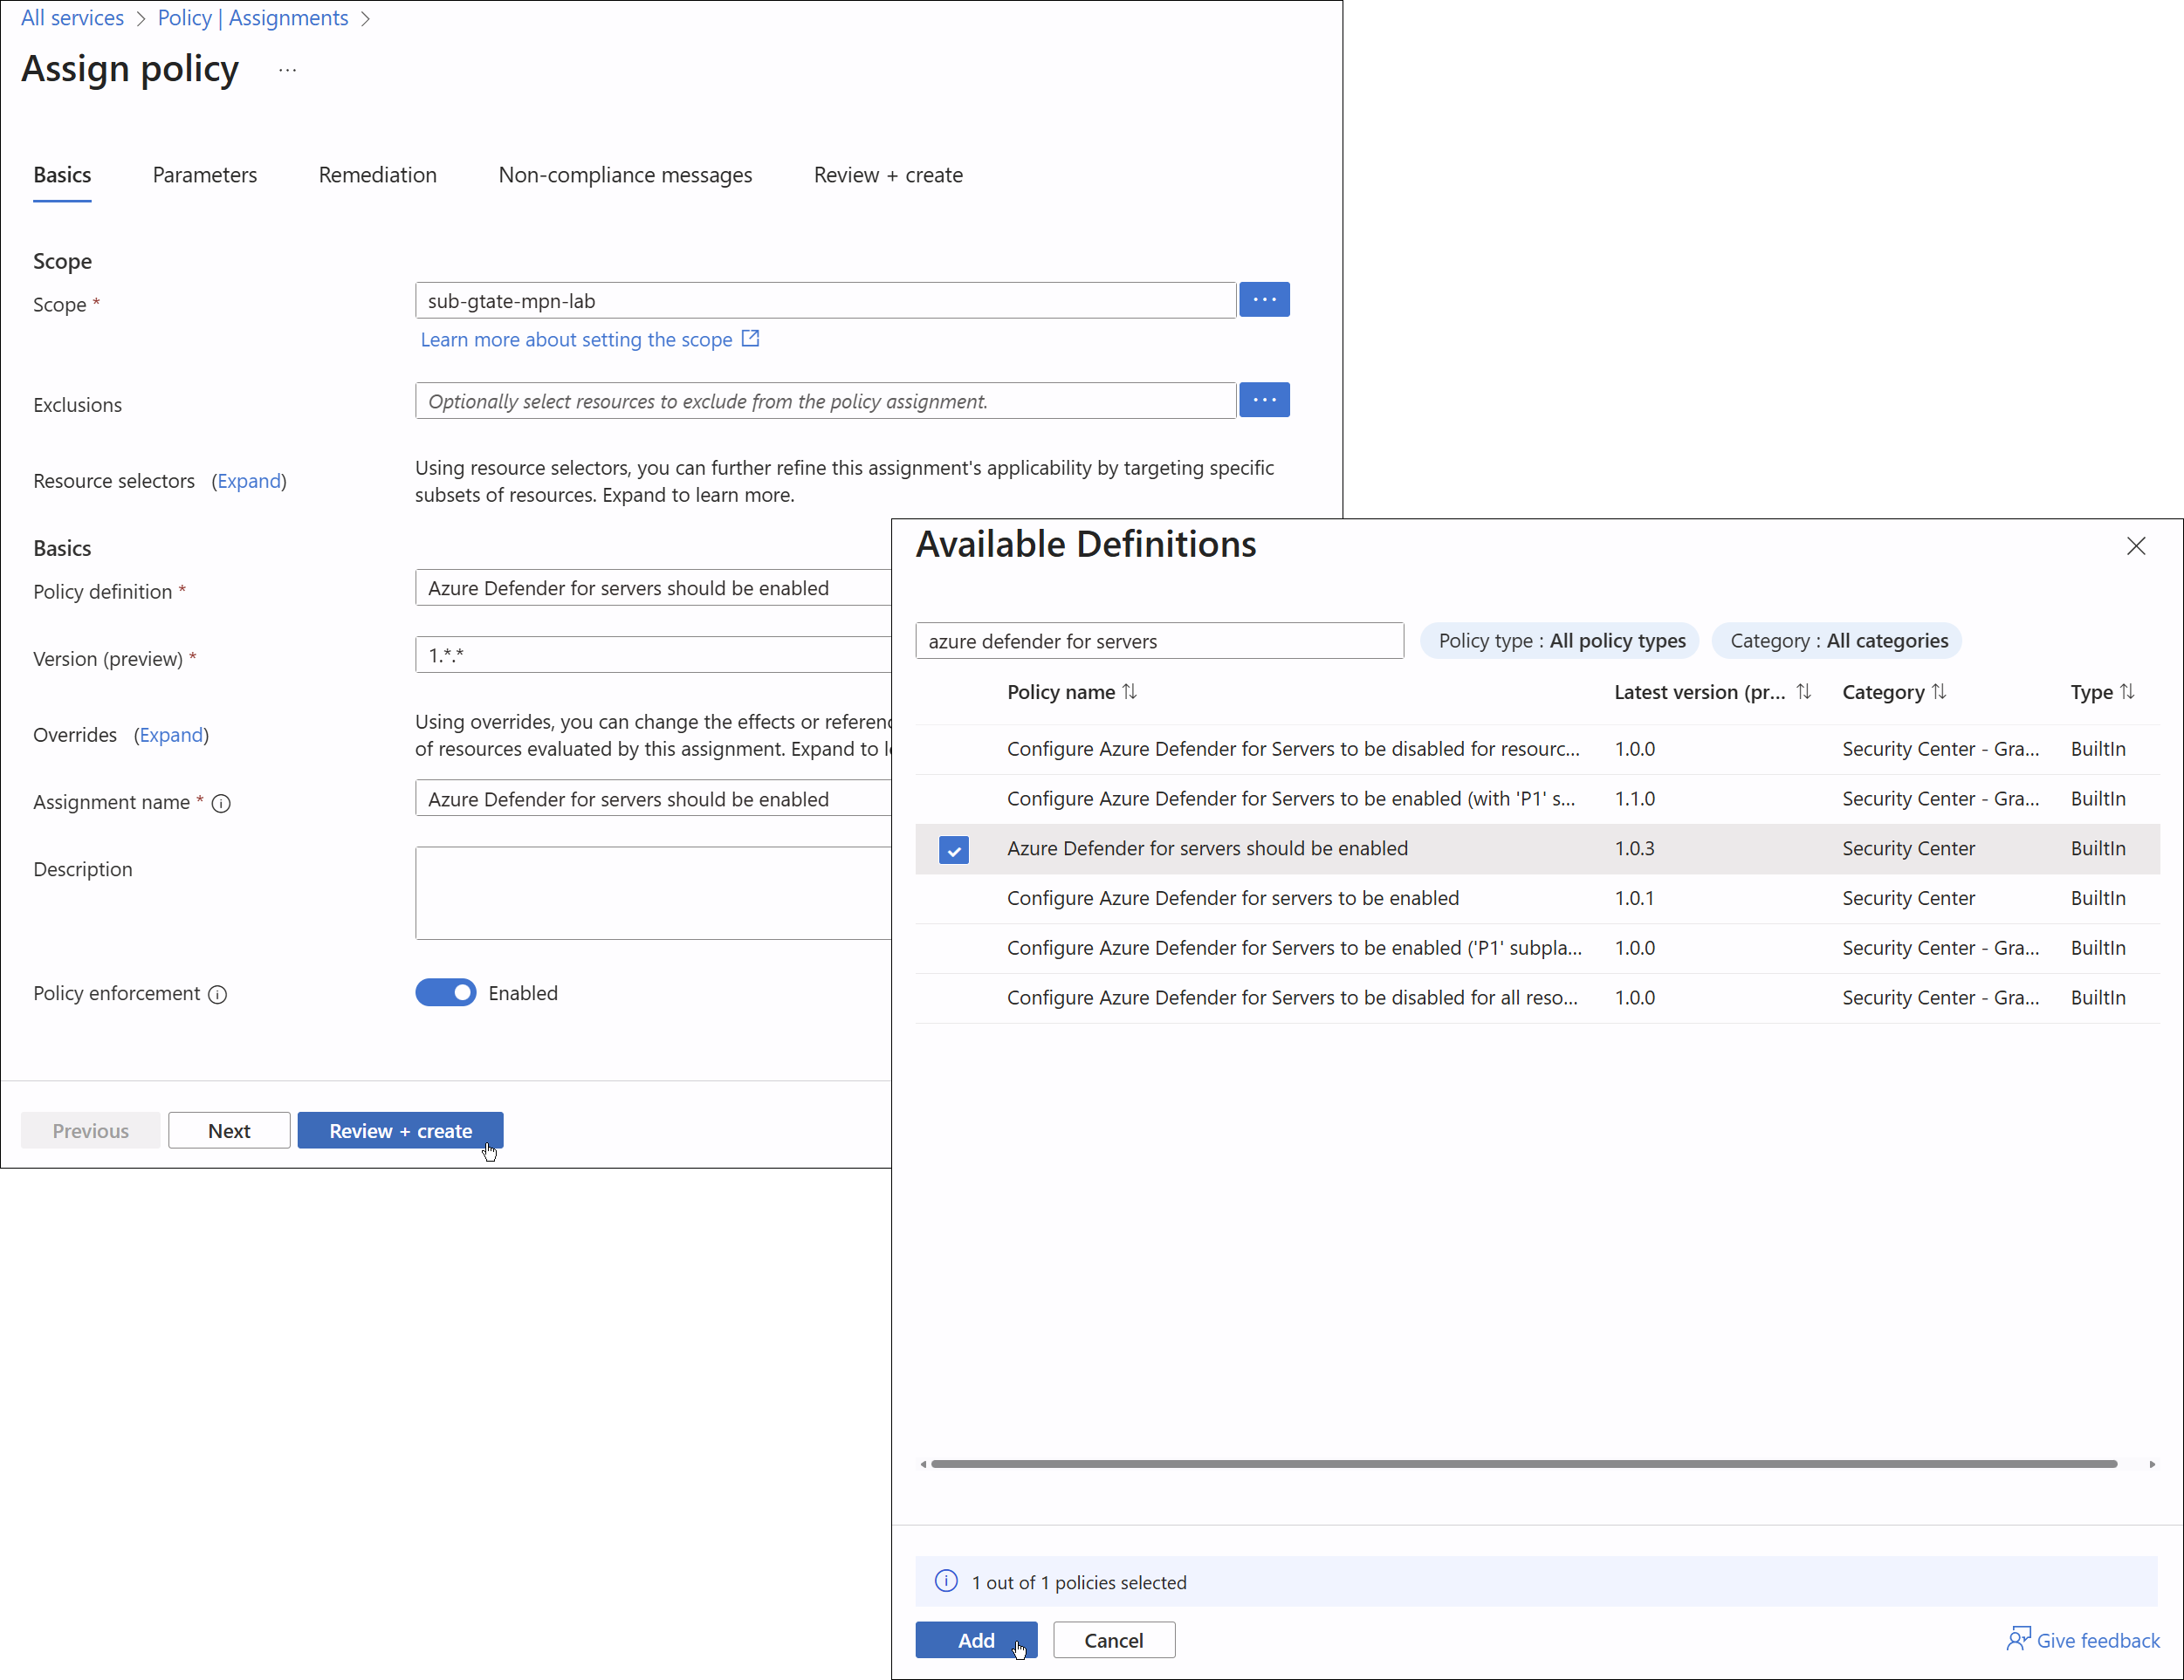 All services > Policy | Assignments >
Assign policy ...
Basics Parameters Remediation Non-compliance messages Review + create
Scope
Scope * sub-gtate-mpn-lab ...
Learn more about setting the scope
Exclusions Optionally select resources to exclude from the policy assignment. ...
Resource selectors (Expand) Using resource selectors, you can further refine this assignment's applicability by targeting specific
subsets of resources. Expand to learn more.
Basics
Policy definition * Azure Defender for servers should be enabled
Version (preview) * 1.*.*
Overrides (Expand) Using overrides, you can change the effects or
of resources evaluated by this assignment. Expand to
Assignment name * Azure Defender for servers should be enabled
Description
Policy enforcement Enabled
Previous Next Review + create
Available Definitions
azure defender for servers Policy type : All policy types Category : All categories
Policy name Latest version (pr... Category Type
Configure Azure Defender for Servers to be disabled for resourc... 1.0.0 Security Center - Gra... BuiltIn
Configure Azure Defender for Servers to be enabled (with 'P1' s... 1.1.0 Security Center - Gra... BuiltIn
Azure Defender for servers should be enabled 1.0.3 Security Center BuiltIn
Configure Azure Defender for servers to be enabled 1.0.1 Security Center BuiltIn
Configure Azure Defender for Servers to be enabled ('P1' subpla... 1.0.0 Security Center - Gra... BuiltIn
Configure Azure Defender for Servers to be disabled for all reso... 1.0.0 Security Center - Gra... BuiltIn
1 out of 1 policies selected
Add Cancel Give feedback